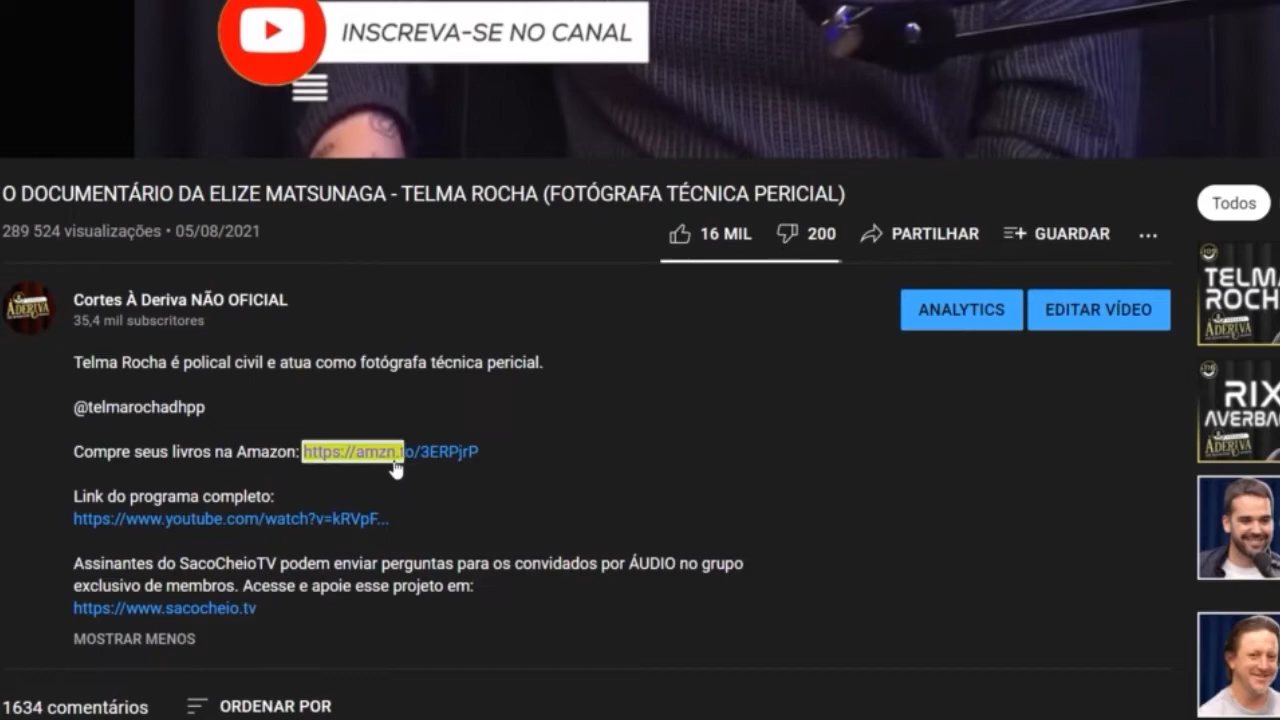 INSCREVA-SE NO CANAL
O DOCUMENTÁRIO DA ELIZE MATSUNAGA - TELMA ROCHA (FOTÓGRAFA TÉCNICA PERICIAL)
289 524 visualizações • 05/08/2021
16 MIL
200
PARTILHAR
GUARDAR
Todos
Cortes À Deriva NÃO OFICIAL
35,4 mil subscritores
ANALYTICS
EDITAR VÍDEO
Telma Rocha é polical civil e atua como fotógrafa técnica pericial.
@telmarochadhpp
Compre seus livros na Amazon: https://amzn.to/3ERPjrP
Link do programa completo:
https://www.youtube.com/watch?v=kRVpF...
Assinantes do SacoCheioTV podem enviar perguntas para os convidados por ÁUDIO no grupo
exclusivo de membros. Acesse e apoie esse projeto em:
https://www.sacocheio.tv
MOSTRAR MENOS
1634 comentários
ORDENAR POR
TELMA
ROCH
ADERIVA
RIX
AVERBA
ADERIVA